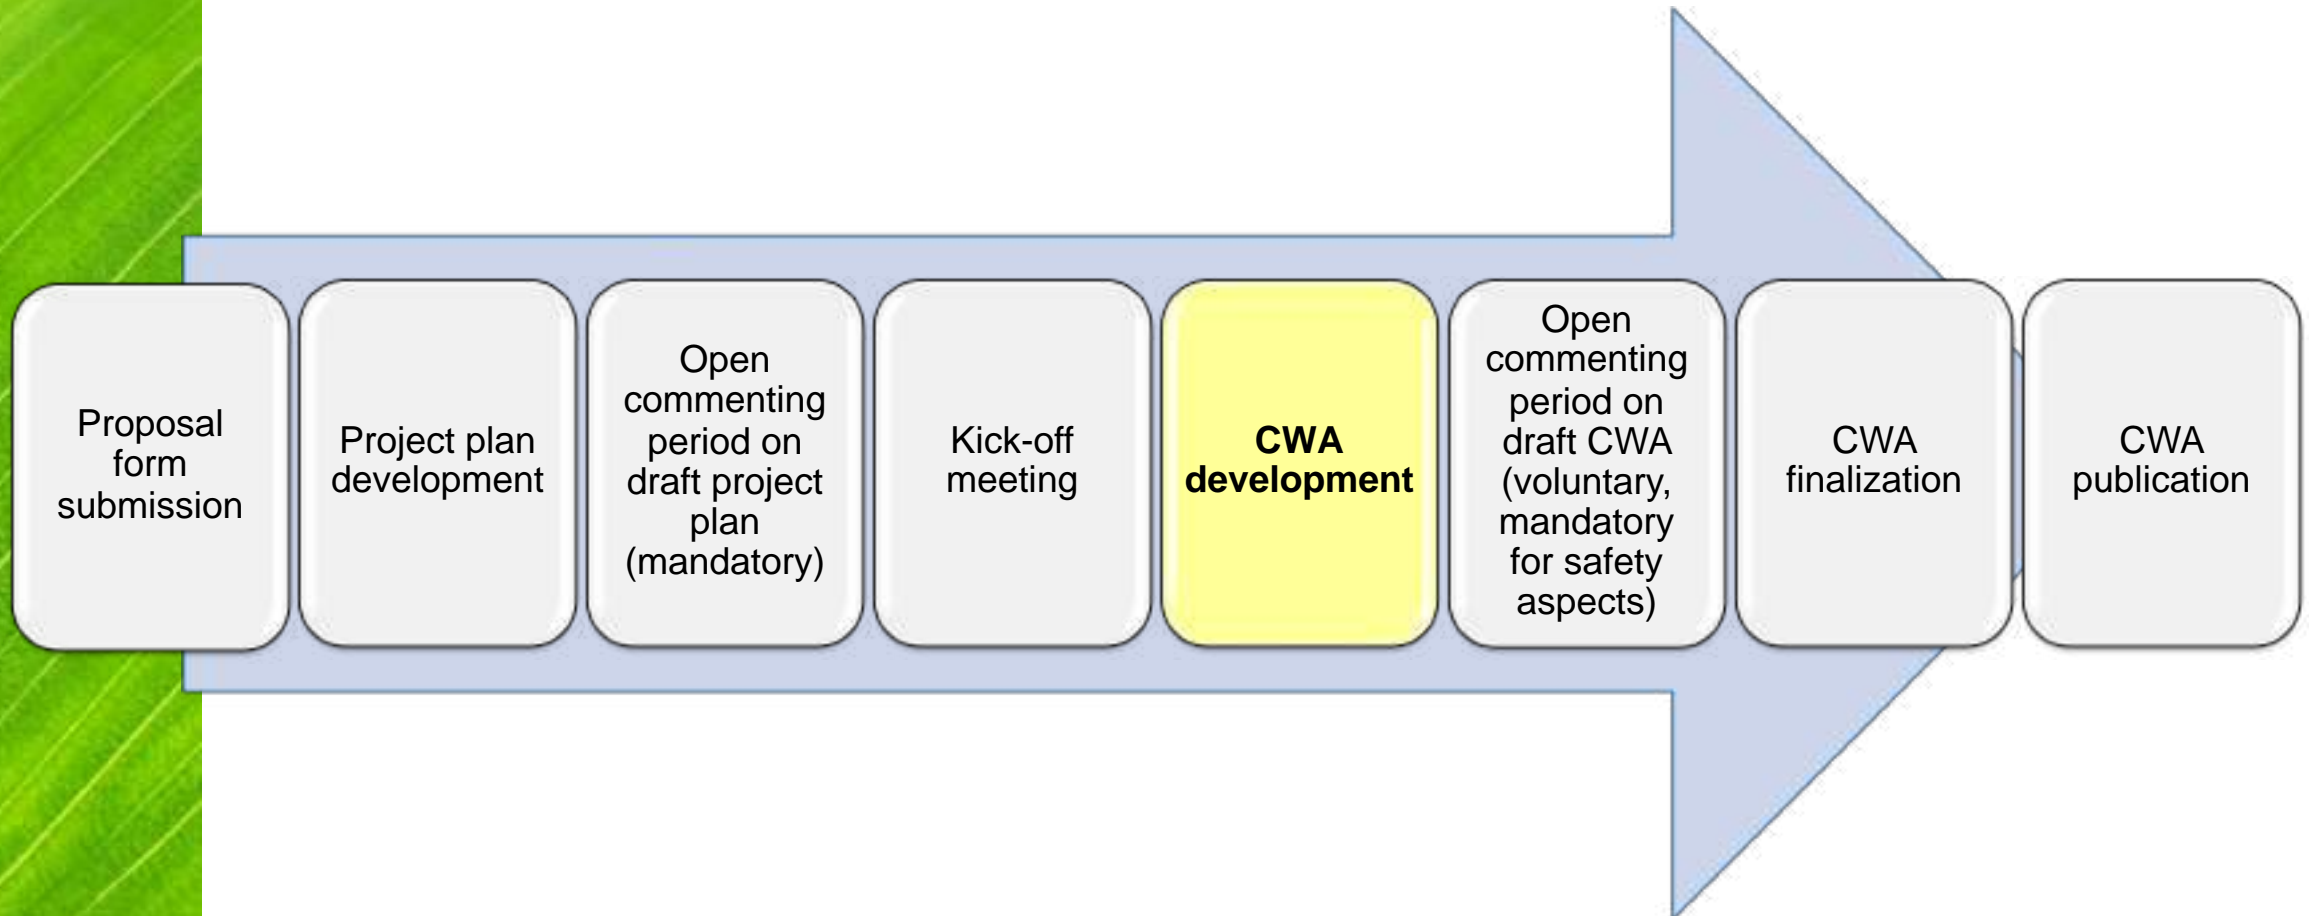 Proposal
form
submission
Project plan
development
Open
commenting
period on
draft project
plan
(mandatory)
Kick-off
meeting
CWA
development
Open
commenting
period on
draft CWA
(voluntary,
mandatory
for safety
aspects)
CWA
finalization
CWA
publication